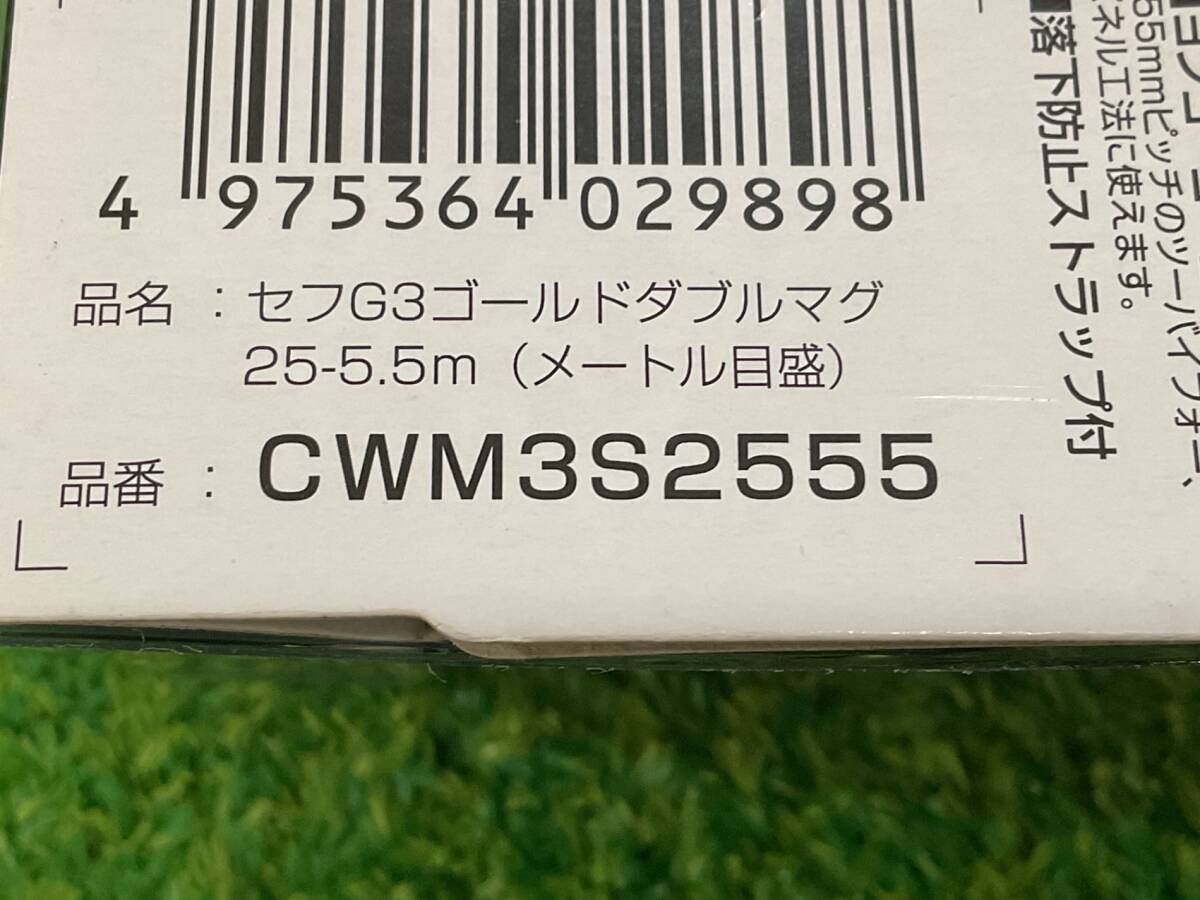 4 975364 029898
品名 : セフG3ゴールドダブルマグ
25-5.5m（メートル目盛）
品番 : CWM3S2555
55mmピッチのツーバイフォー、
ネル工法に使えます。
落下防止ストラップ付